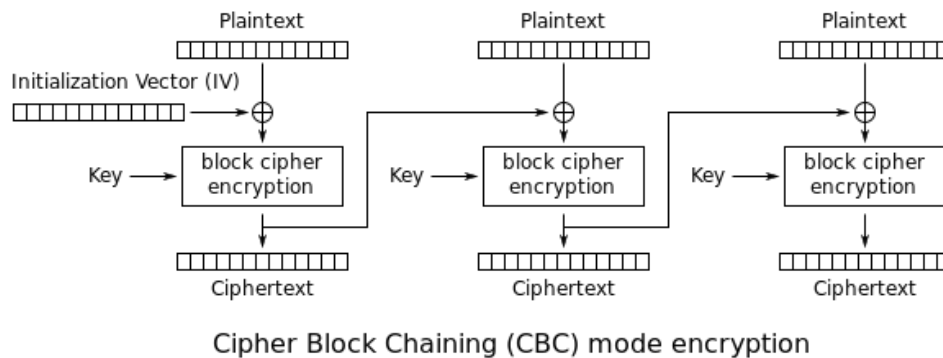 Plaintext
Plaintext
Plaintext
Initialization Vector (IV)
Key
block cipher
encryption
Key
block cipher
encryption
Key
block cipher
encryption
Ciphertext
Ciphertext
Ciphertext
Cipher Block Chaining (CBC) mode encryption